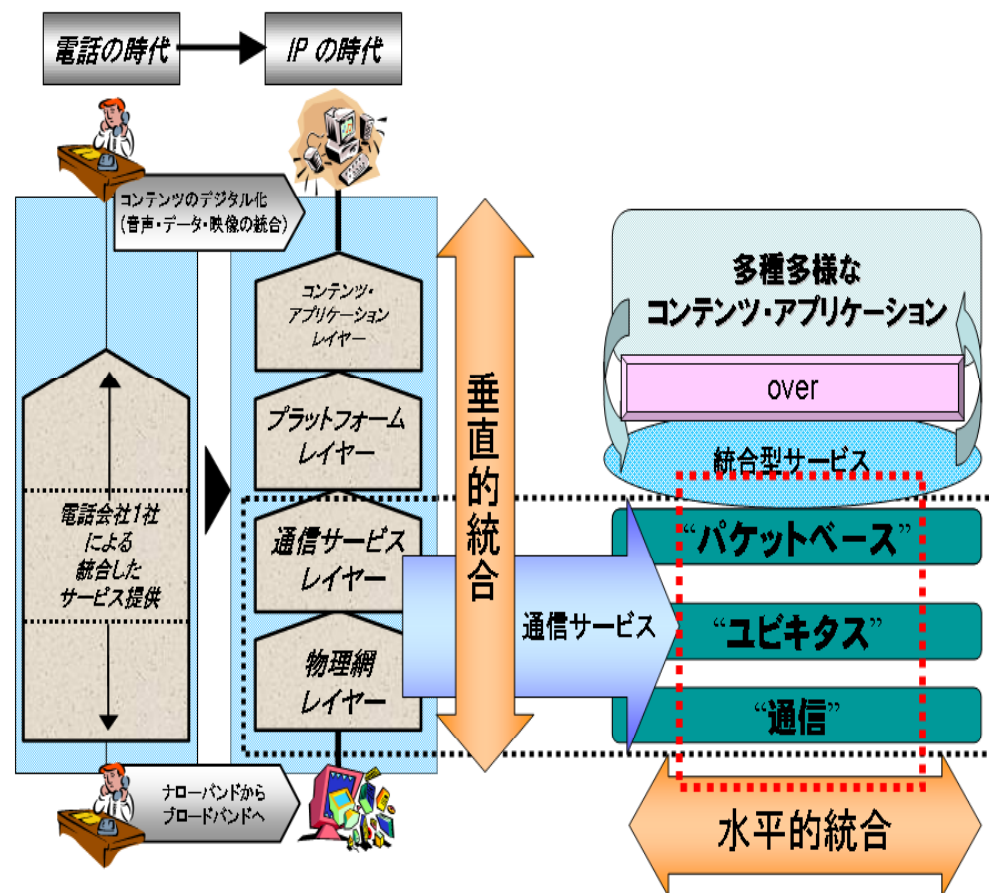 電話の時代
IP の時代
コンテンツのデジタル化
(音声・データ・映像の統合)
コンテンツ・
アプリケーション
レイヤー
プラットフォーム
レイヤー
通信サービス
レイヤー
物理網
レイヤー
電話会社1社
による
統合した
サービス提供
ナローバンドから
ブロードバンドへ
垂直的統合
通信サービス
多種多様な
コンテンツ・アプリケーション
over
統合型サービス
“パケットベース”
“ユビキタス”
“通信”
水平的統合